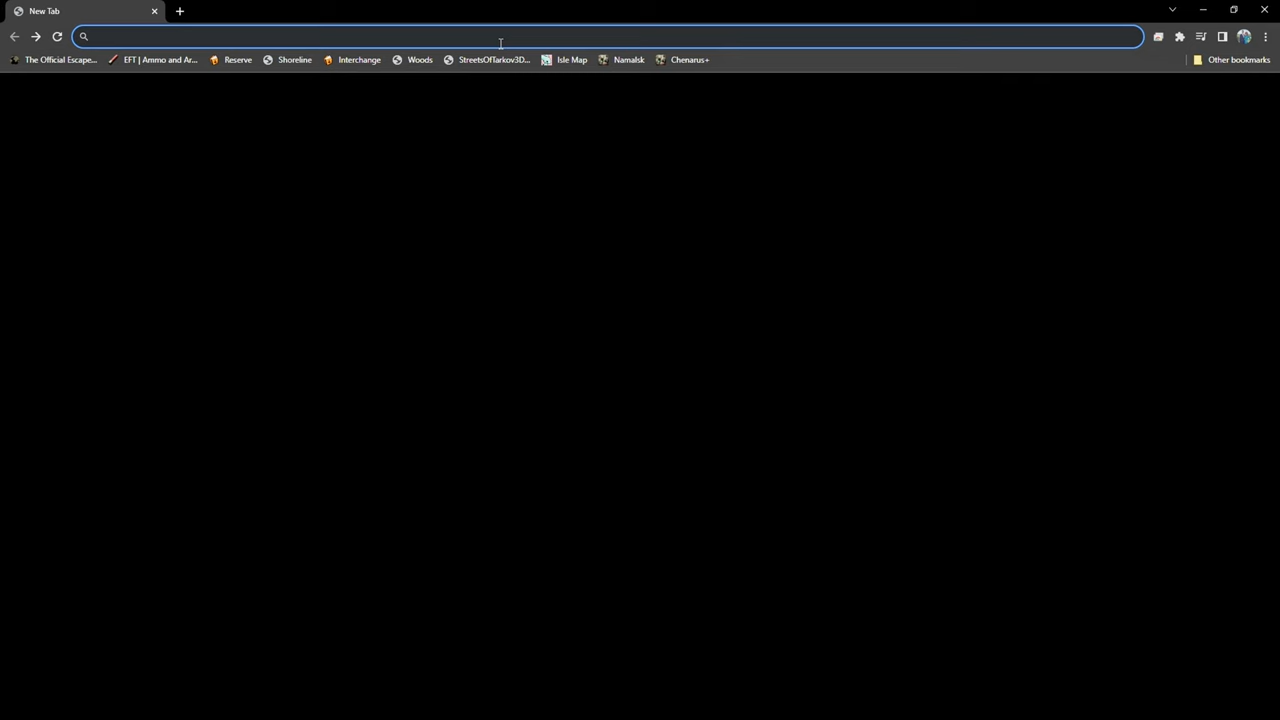 New Tab
The Official Escape... EFT | Ammo and Ar... Reserve Shoreline Interchange Woods StreetsOfTarkov3D... Isle Map Namalsk Chenarus+ Other bookmarks